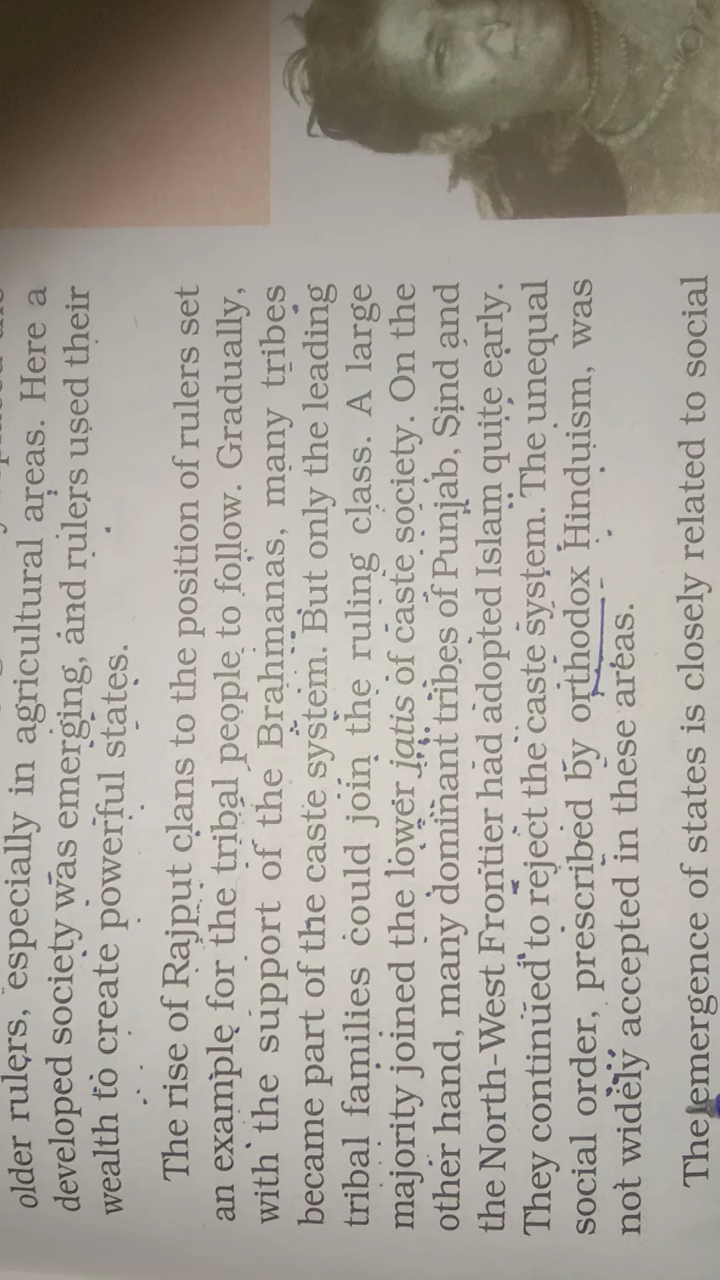 older rulers, especially in agricultural areas. Here a
developed society was emerging, and rulers used their
wealth to create powerful states.
The rise of Rajput clans to the position of rulers set
an example for the tribal people to follow. Gradually,
with the support of the Brahmanas, many tribes
became part of the caste system. But only the leading
tribal families could join the ruling class. A large
majority joined the lower jatis of caste society. On the
other hand, many dominant tribes of Punjab, Sind and
the North-West Frontier had adopted Islam quite early.
They continued to reject the caste system. The unequal
social order, prescribed by orthodox Hinduism, was
not widely accepted in these areas.
The emergence of states is closely related to social